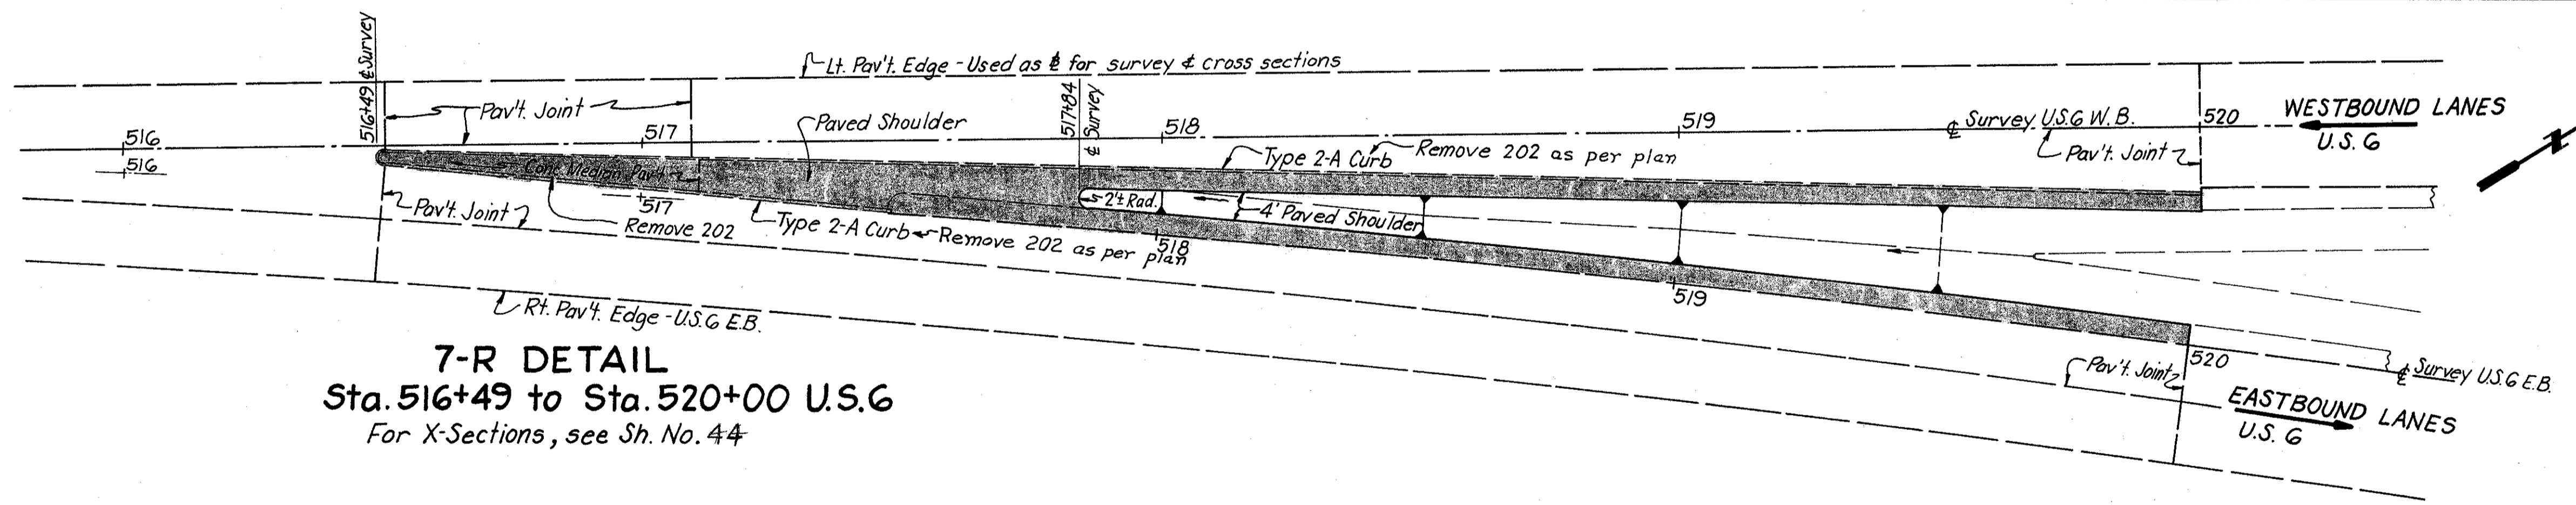 516+49 ℄ Survey
Lt. Pav't. Edge - Used as ℄ for survey & cross sections
Pav't. Joint
516
517
Paved Shoulder
517+84
℄ Survey
518
519
℄ Survey U.S.6 W.B.
520
WESTBOUND LANES
U.S. 6
516
Conc. Median Pav't.
Type 2-A Curb
Remove 202 as per plan
Pav't. Joint
Pav't. Joint
517
Remove 202
Type 2-A Curb
Remove 202 as per plan
2'± Rad.
4' Paved Shoulder
518
519
Rt. Pav't. Edge - U.S.6 E.B.
520
Pav't. Joint
℄ Survey U.S.6 E.B.
EASTBOUND LANES
U.S. 6
7-R DETAIL
Sta. 516+49 to Sta. 520+00 U.S.6
For X-Sections, see Sh. No. 44